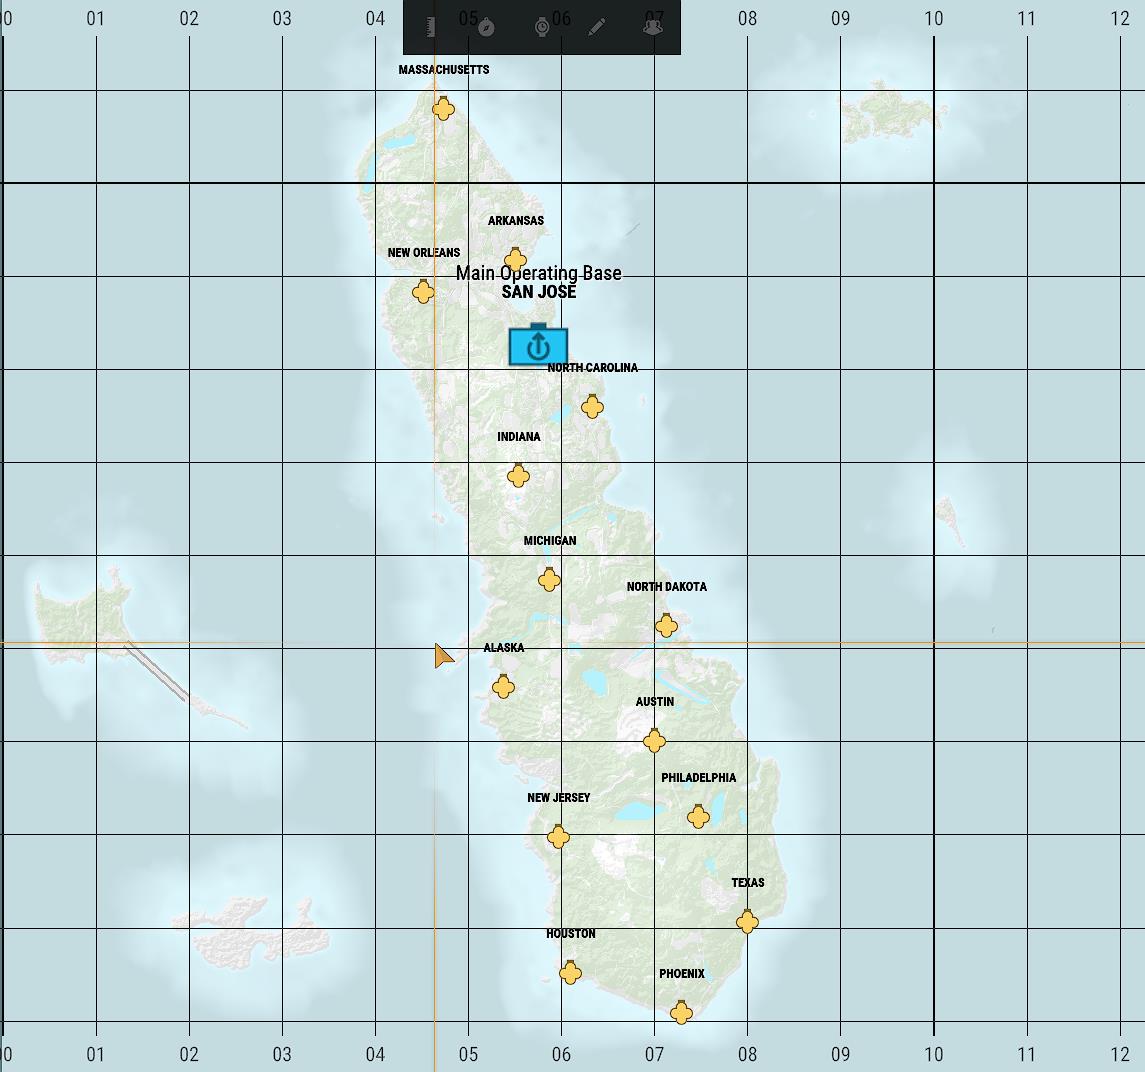 00 01 02 03 04 05 06 07 08 09 10 11 12
MASSACHUSETTS
ARKANSAS
NEW ORLEANS
Main Operating Base
SAN JOSE
NORTH CAROLINA
INDIANA
MICHIGAN
NORTH DAKOTA
ALASKA
AUSTIN
PHILADELPHIA
NEW JERSEY
TEXAS
HOUSTON
PHOENIX
00 01 02 03 04 05 06 07 08 09 10 11 12